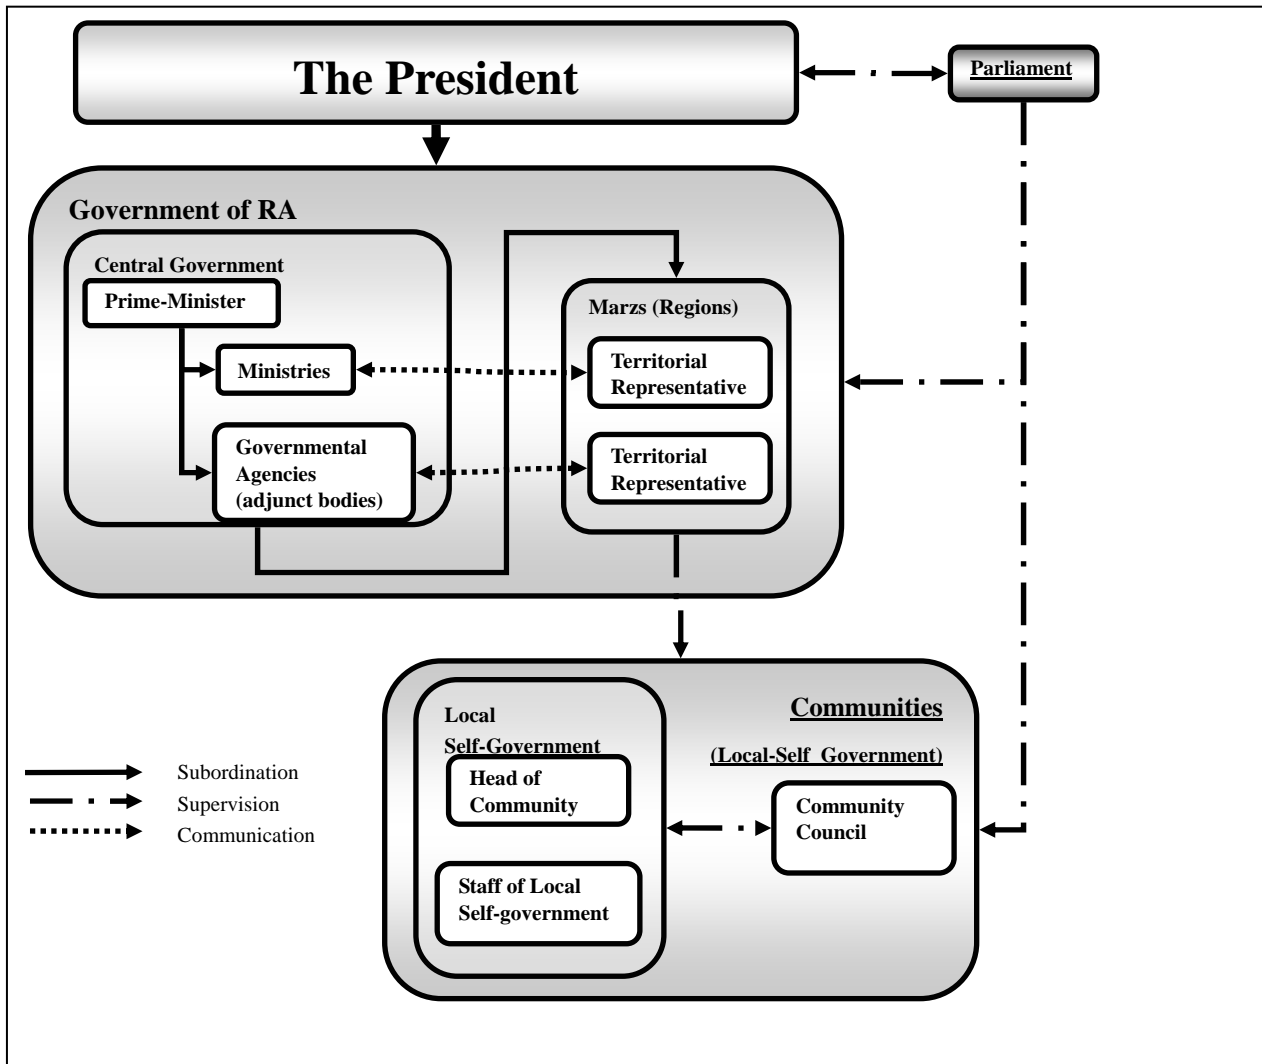 The President
Parliament
Government of RA
Central Government
Prime-Minister
Ministries
Governmental
Agencies
(adjunct bodies)
Marzs (Regions)
Territorial
Representative
Territorial
Representative
Communities
(Local-Self Government)
Local
Self-Government
Head of
Community
Staff of Local
Self-government
Community
Council
Subordination
Supervision
Communication